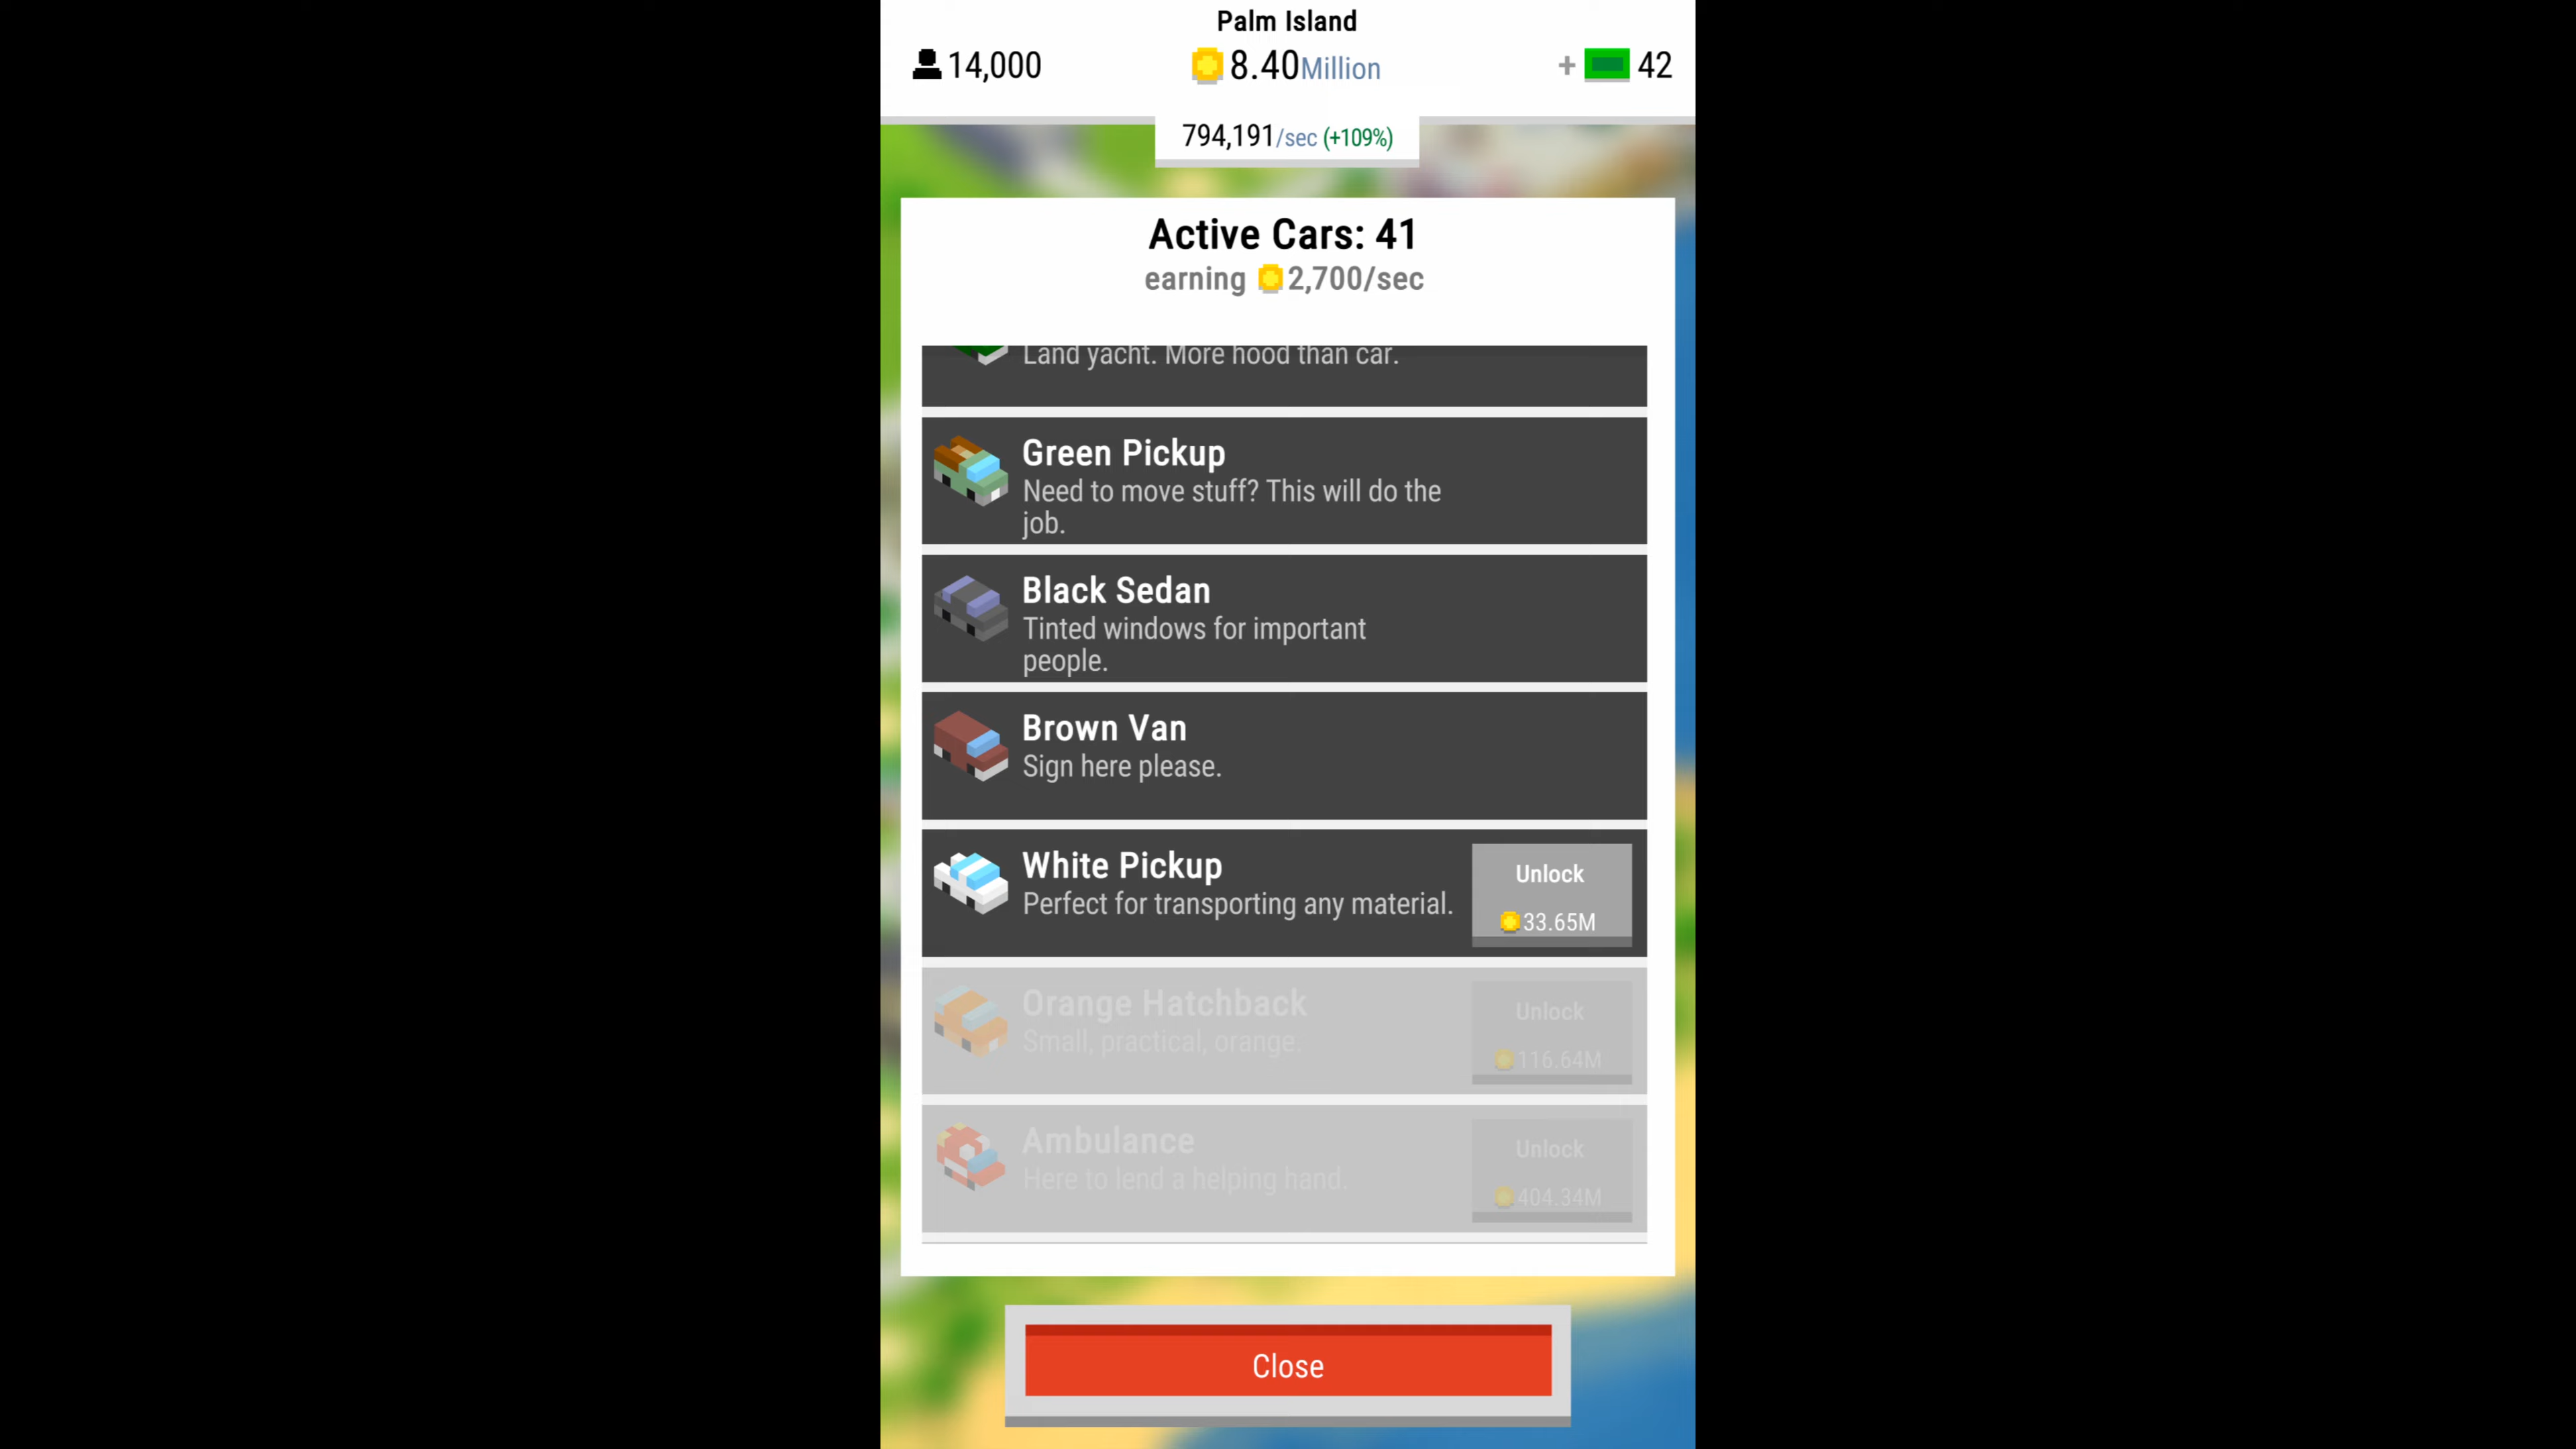 Palm Island
14,000
8.40Million
+ 42
794,191/sec (+109%)
Active Cars: 41
earning 2,700/sec
Land yacht. More hood than car.
Green Pickup
Need to move stuff? This will do the
job.
Black Sedan
Tinted windows for important
people.
Brown Van
Sign here please.
White Pickup
Perfect for transporting any material.
Unlock
33.65M
Orange Hatchback
Small, practical, orange.
Unlock
116.64M
Ambulance
Here to lend a helping hand.
Unlock
404.34M
Close